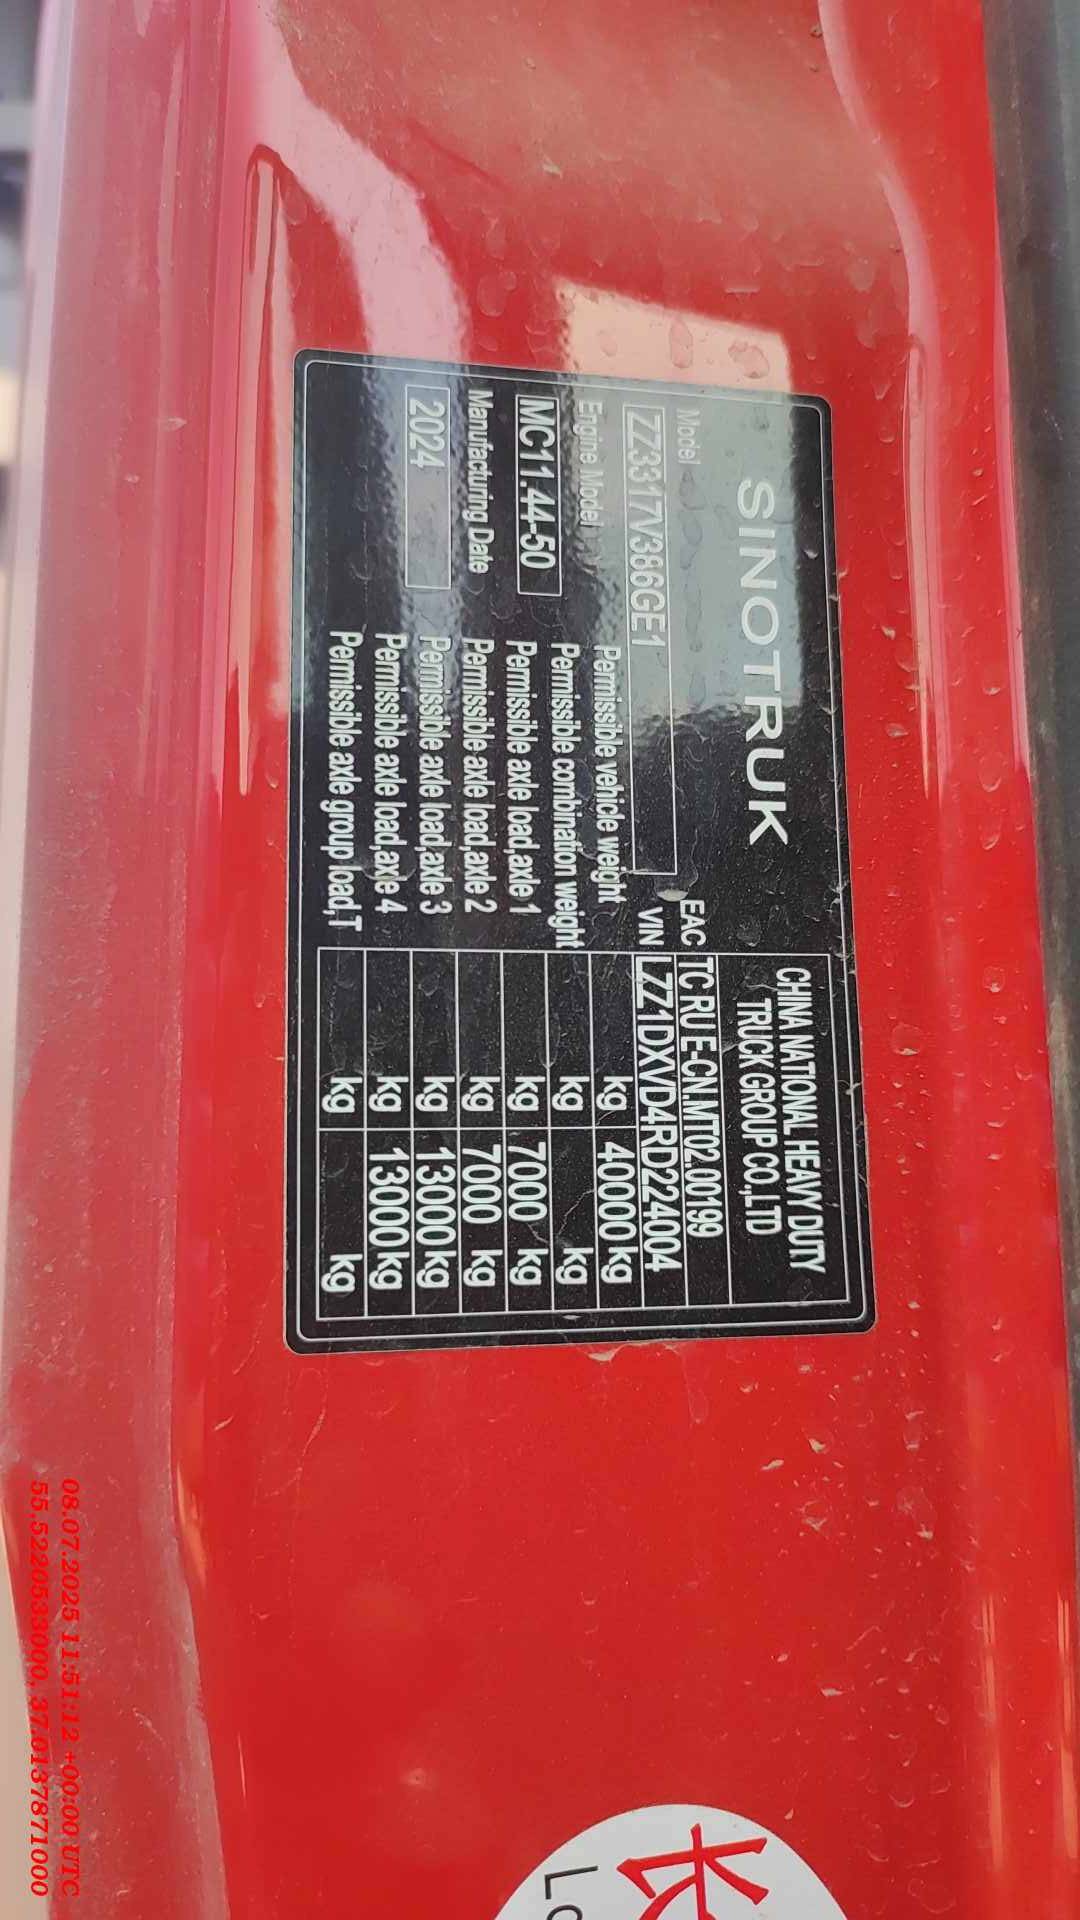 SINOTRUK
CHINA NATIONAL HEAVY DUTY
TRUCK GROUP CO.,LTD
Model
ZZ3317V386GE1
EAC TC RU E-CN.MT02.00199
VIN LZZ1DXVD4RD224004
Engine Model
MC11.44-50
Manufacturing Date
2024
Permissible vehicle weight kg 40000 kg
Permissible combination weight kg kg
Permissible axle load,axle 1 kg 7000 kg
Permissible axle load,axle 2 kg 7000 kg
Permissible axle load,axle 3 kg 13000 kg
Permissible axle load,axle 4 kg 13000 kg
Permissible axle group load,T kg kg
08.07.2025 11:51:12 +00:00 UTC
55.5220533000, 37.0137871000